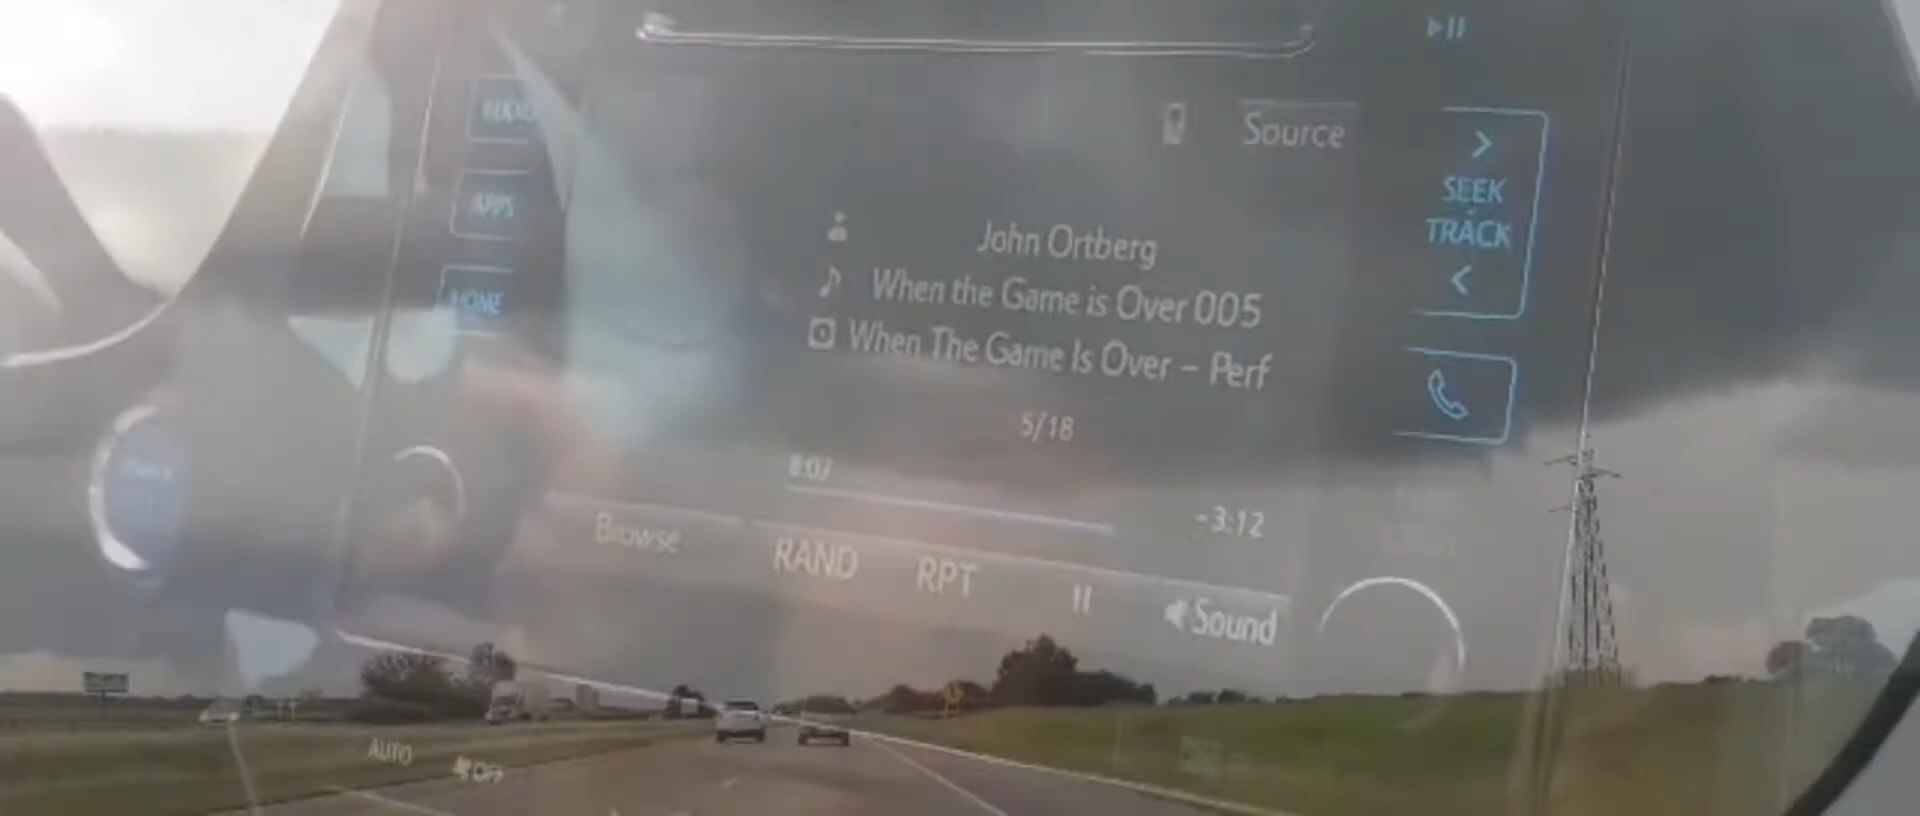 Source
APPS
HOME
SEEK
TRACK
John Ortberg
When the Game is Over 005
When The Game Is Over - Perf
5/18
8:07
-3:12
Browse
RAND
RPT
Sound
AUTO
OFF